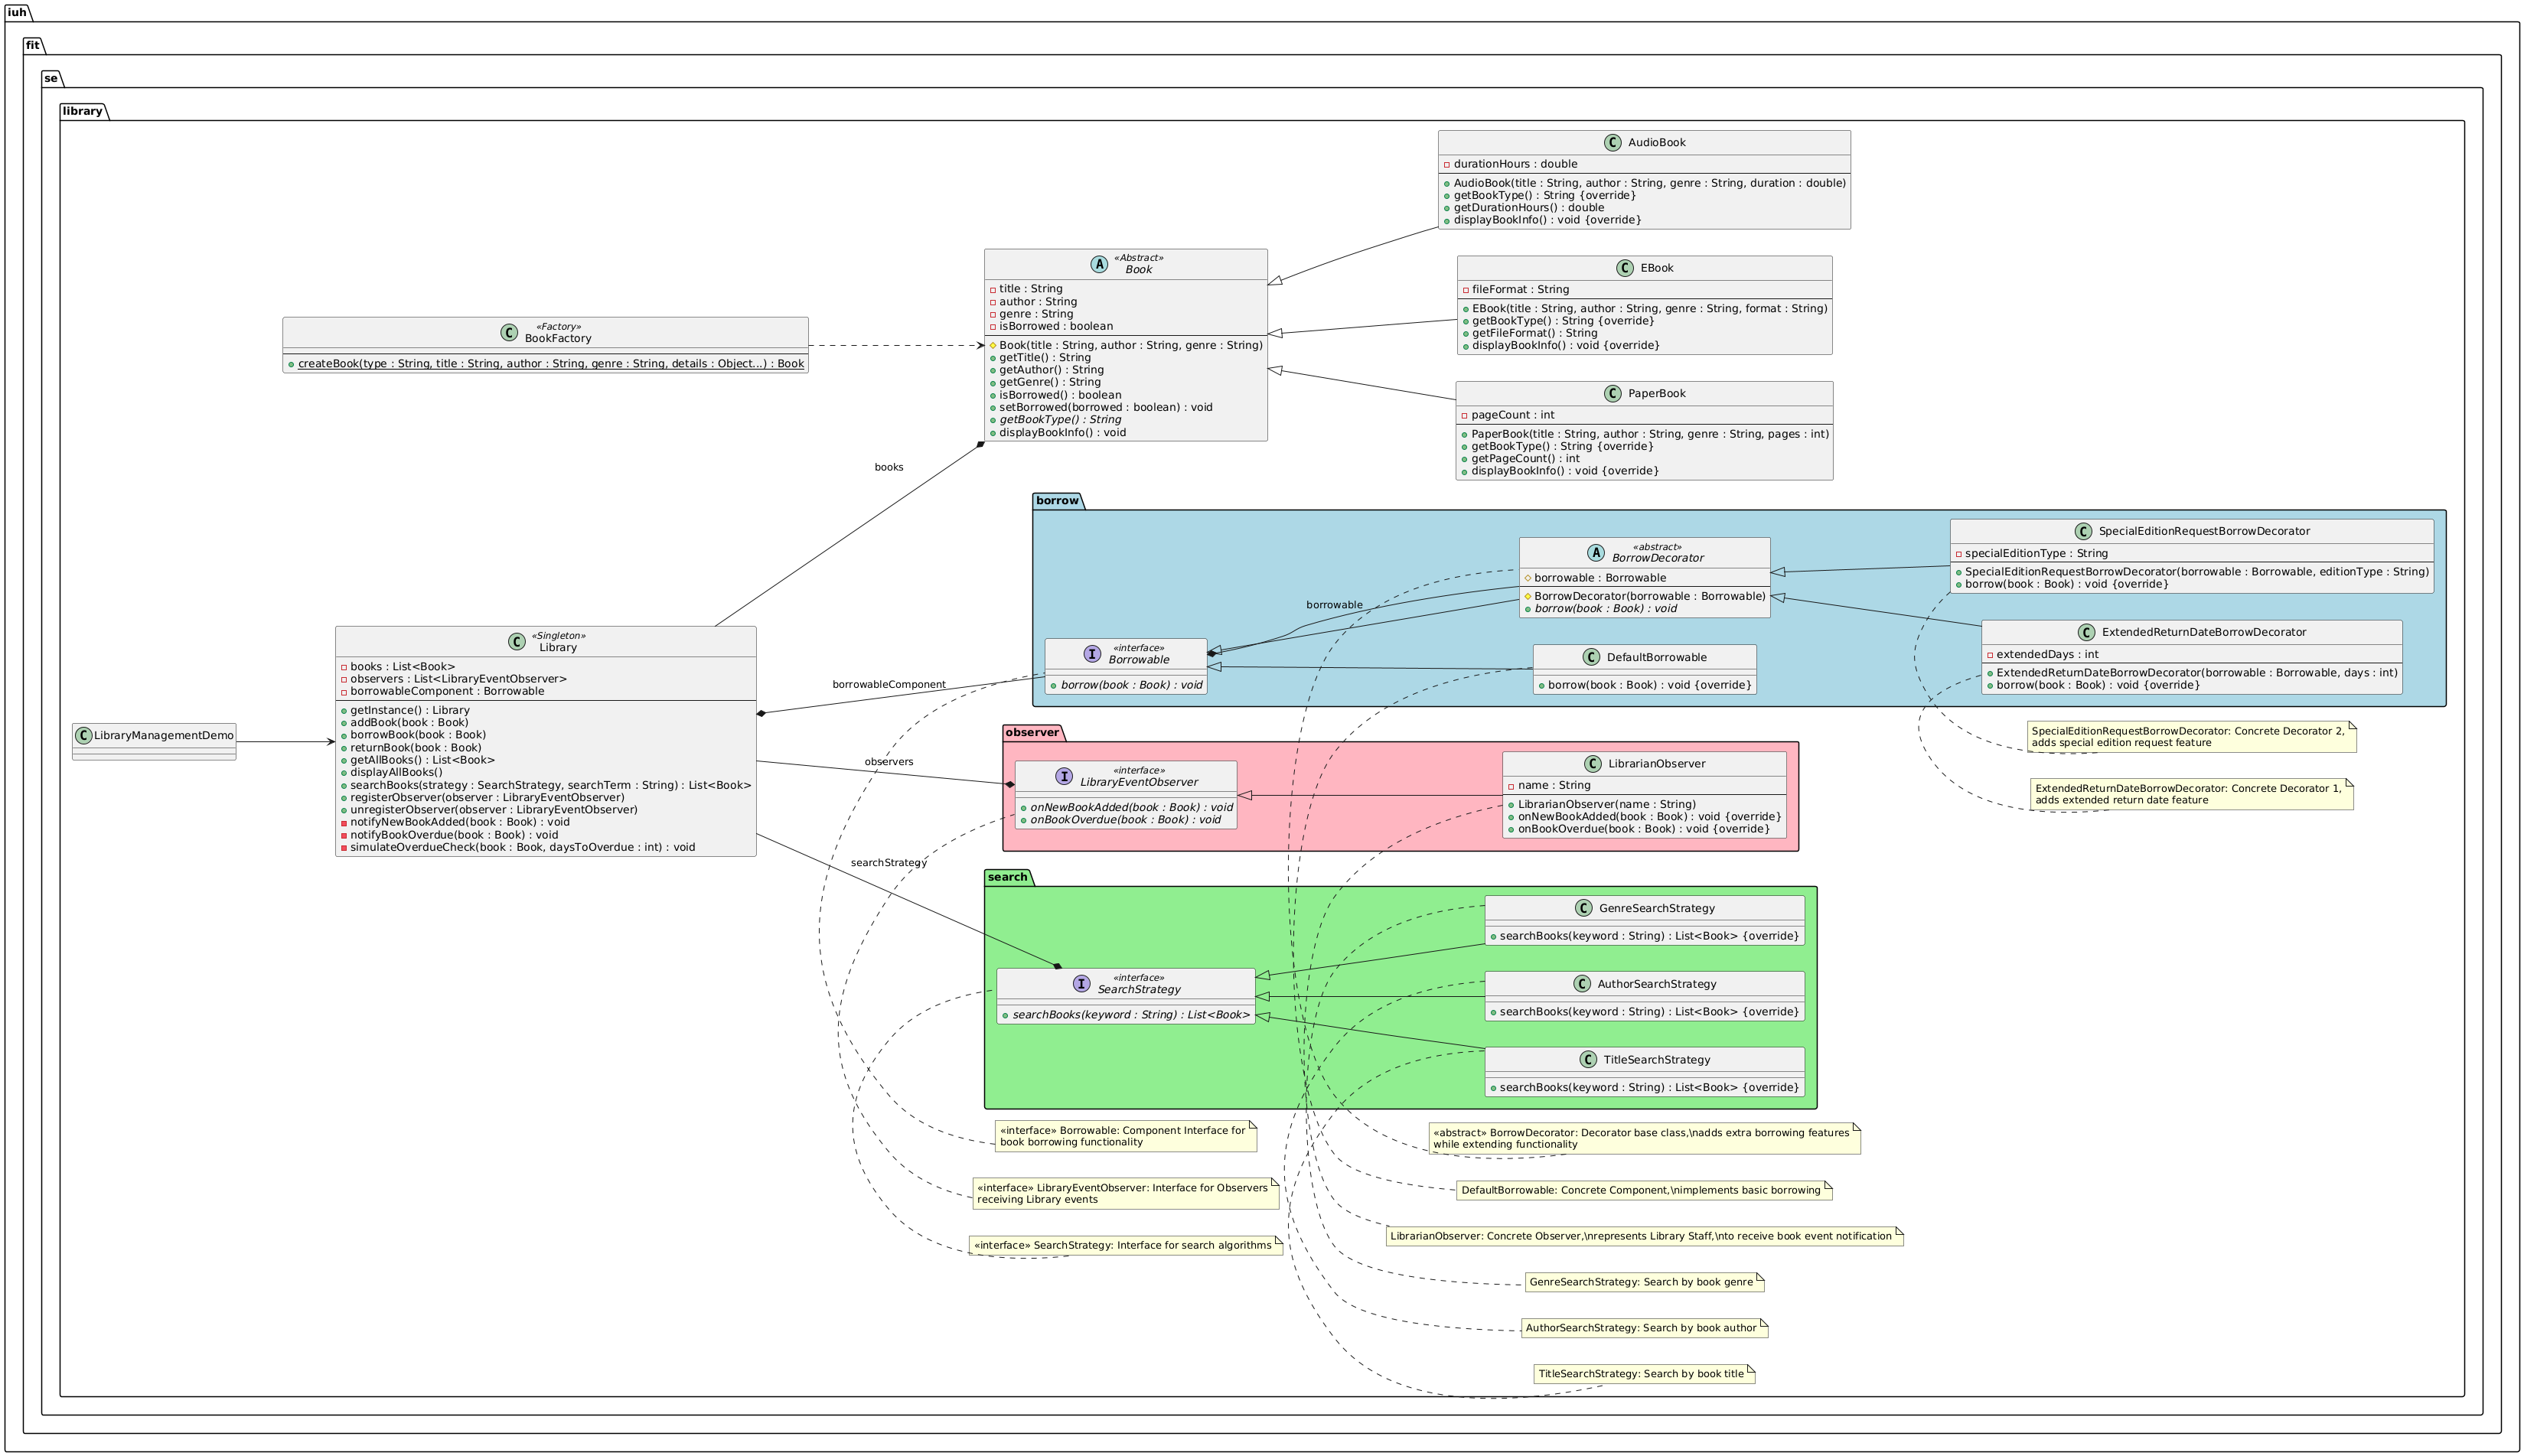 iuh
fit
se
library
AudioBook
durationHours : double
AudioBook(title : String, author : String, genre : String, duration : double)
getBookType() : String {override}
getDurationHours() : double
displayBookInfo() : void {override}
«Abstract»
Book
title : String
author : String
genre : String
isBorrowed : boolean
Book(title : String, author : String, genre : String)
getTitle() : String
getAuthor() : String
getGenre() : String
isBorrowed() : boolean
setBorrowed(borrowed : boolean) : void
getBookType() : String
displayBookInfo() : void
EBook
fileFormat : String
EBook(title : String, author : String, genre : String, format : String)
getBookType() : String {override}
getFileFormat() : String
displayBookInfo() : void {override}
«Factory»
BookFactory
createBook(type : String, title : String, author : String, genre : String, details : Object...) : Book
PaperBook
pageCount : int
PaperBook(title : String, author : String, genre : String, pages : int)
getBookType() : String {override}
getPageCount() : int
displayBookInfo() : void {override}
books
borrow
SpecialEditionRequestBorrowDecorator
specialEditionType : String
SpecialEditionRequestBorrowDecorator(borrowable : Borrowable, editionType : String)
borrow(book : Book) : void {override}
«abstract»
BorrowDecorator
borrowable : Borrowable
BorrowDecorator(borrowable : Borrowable)
borrow(book : Book) : void
borrowable
«interface»
Borrowable
borrow(book : Book) : void
DefaultBorrowable
borrow(book : Book) : void {override}
ExtendedReturnDateBorrowDecorator
extendedDays : int
ExtendedReturnDateBorrowDecorator(borrowable : Borrowable, days : int)
borrow(book : Book) : void {override}
«Singleton»
Library
books : List<Book>
observers : List<LibraryEventObserver>
borrowableComponent : Borrowable
getInstance() : Library
addBook(book : Book)
borrowBook(book : Book)
returnBook(book : Book)
getAllBooks() : List<Book>
displayAllBooks()
searchBooks(strategy : SearchStrategy, searchTerm : String) : List<Book>
registerObserver(observer : LibraryEventObserver)
unregisterObserver(observer : LibraryEventObserver)
notifyNewBookAdded(book : Book) : void
notifyBookOverdue(book : Book) : void
simulateOverdueCheck(book : Book, daysToOverdue : int) : void
LibraryManagementDemo
borrowableComponent
observers
searchStrategy
observer
«interface»
LibraryEventObserver
onNewBookAdded(book : Book) : void
onBookOverdue(book : Book) : void
LibrarianObserver
name : String
LibrarianObserver(name : String)
onNewBookAdded(book : Book) : void {override}
onBookOverdue(book : Book) : void {override}
SpecialEditionRequestBorrowDecorator: Concrete Decorator 2,
adds special edition request feature
ExtendedReturnDateBorrowDecorator: Concrete Decorator 1,
adds extended return date feature
search
GenreSearchStrategy
searchBooks(keyword : String) : List<Book> {override}
«interface»
SearchStrategy
searchBooks(keyword : String) : List<Book>
AuthorSearchStrategy
searchBooks(keyword : String) : List<Book> {override}
TitleSearchStrategy
searchBooks(keyword : String) : List<Book> {override}
«interface» Borrowable: Component Interface for
book borrowing functionality
«abstract» BorrowDecorator: Decorator base class,\nadds extra borrowing features
while extending functionality
«interface» LibraryEventObserver: Interface for Observers
receiving Library events
DefaultBorrowable: Concrete Component,\nimplements basic borrowing
«interface» SearchStrategy: Interface for search algorithms
LibrarianObserver: Concrete Observer,\nrepresents Library Staff,\nto receive book event notification
GenreSearchStrategy: Search by book genre
AuthorSearchStrategy: Search by book author
TitleSearchStrategy: Search by book title